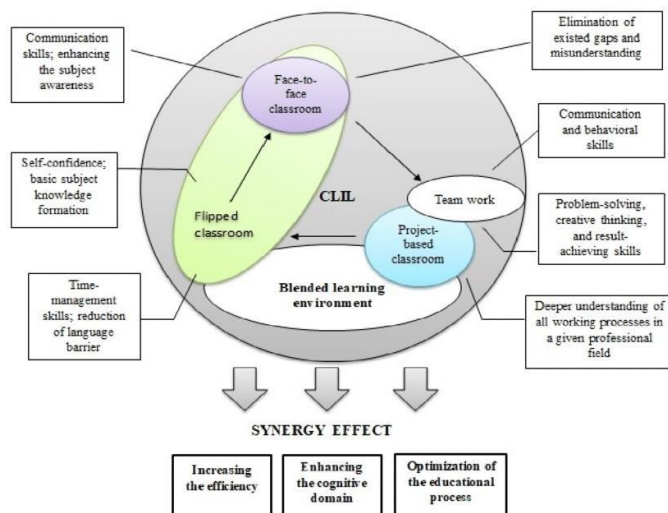 Communication
skills; enhancing
the subject
awareness
Elimination of
existed gaps and
misunderstanding
Face-to-
face
classroom
Communication
and behavioral
skills
Self-confidence;
basic subject
knowledge
formation
CLIL
Team work
Flipped
classroom
Project-
based
classroom
Problem-solving,
creative thinking,
and result-
achieving skills
Time-
management
skills; reduction
of language
barrier
Blended learning
environment
Deeper understanding of
all working processes in
a given professional
field
SYNERGY EFFECT
Increasing
the efficiency
Enhancing
the cognitive
domain
Optimization of
the educational
process